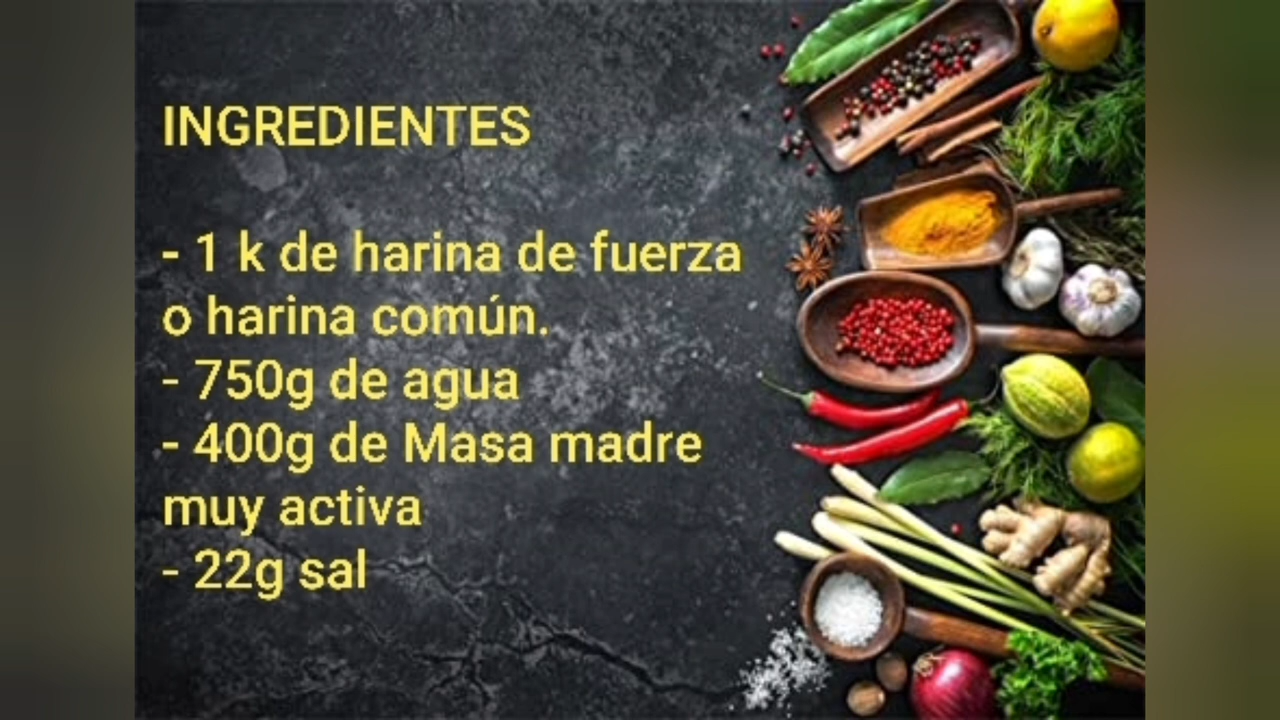 INGREDIENTES
- 1 k de harina de fuerza
o harina común.
- 750g de agua
- 400g de Masa madre
muy activa
- 22g sal